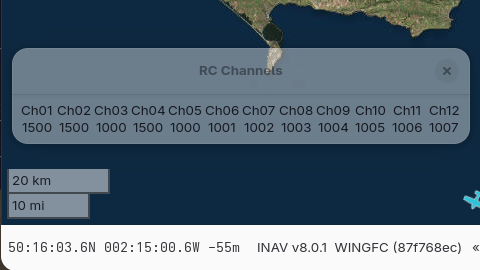 RC Channels ×
Ch01 Ch02 Ch03 Ch04 Ch05 Ch06 Ch07 Ch08 Ch09 Ch10 Ch11 Ch12
1500 1500 1000 1500 1000 1001 1002 1003 1004 1005 1006 1007
20 km
10 mi
50:16:03.6N 002:15:00.6W -55m INAV v8.0.1 WINGFC (87f768ec) «